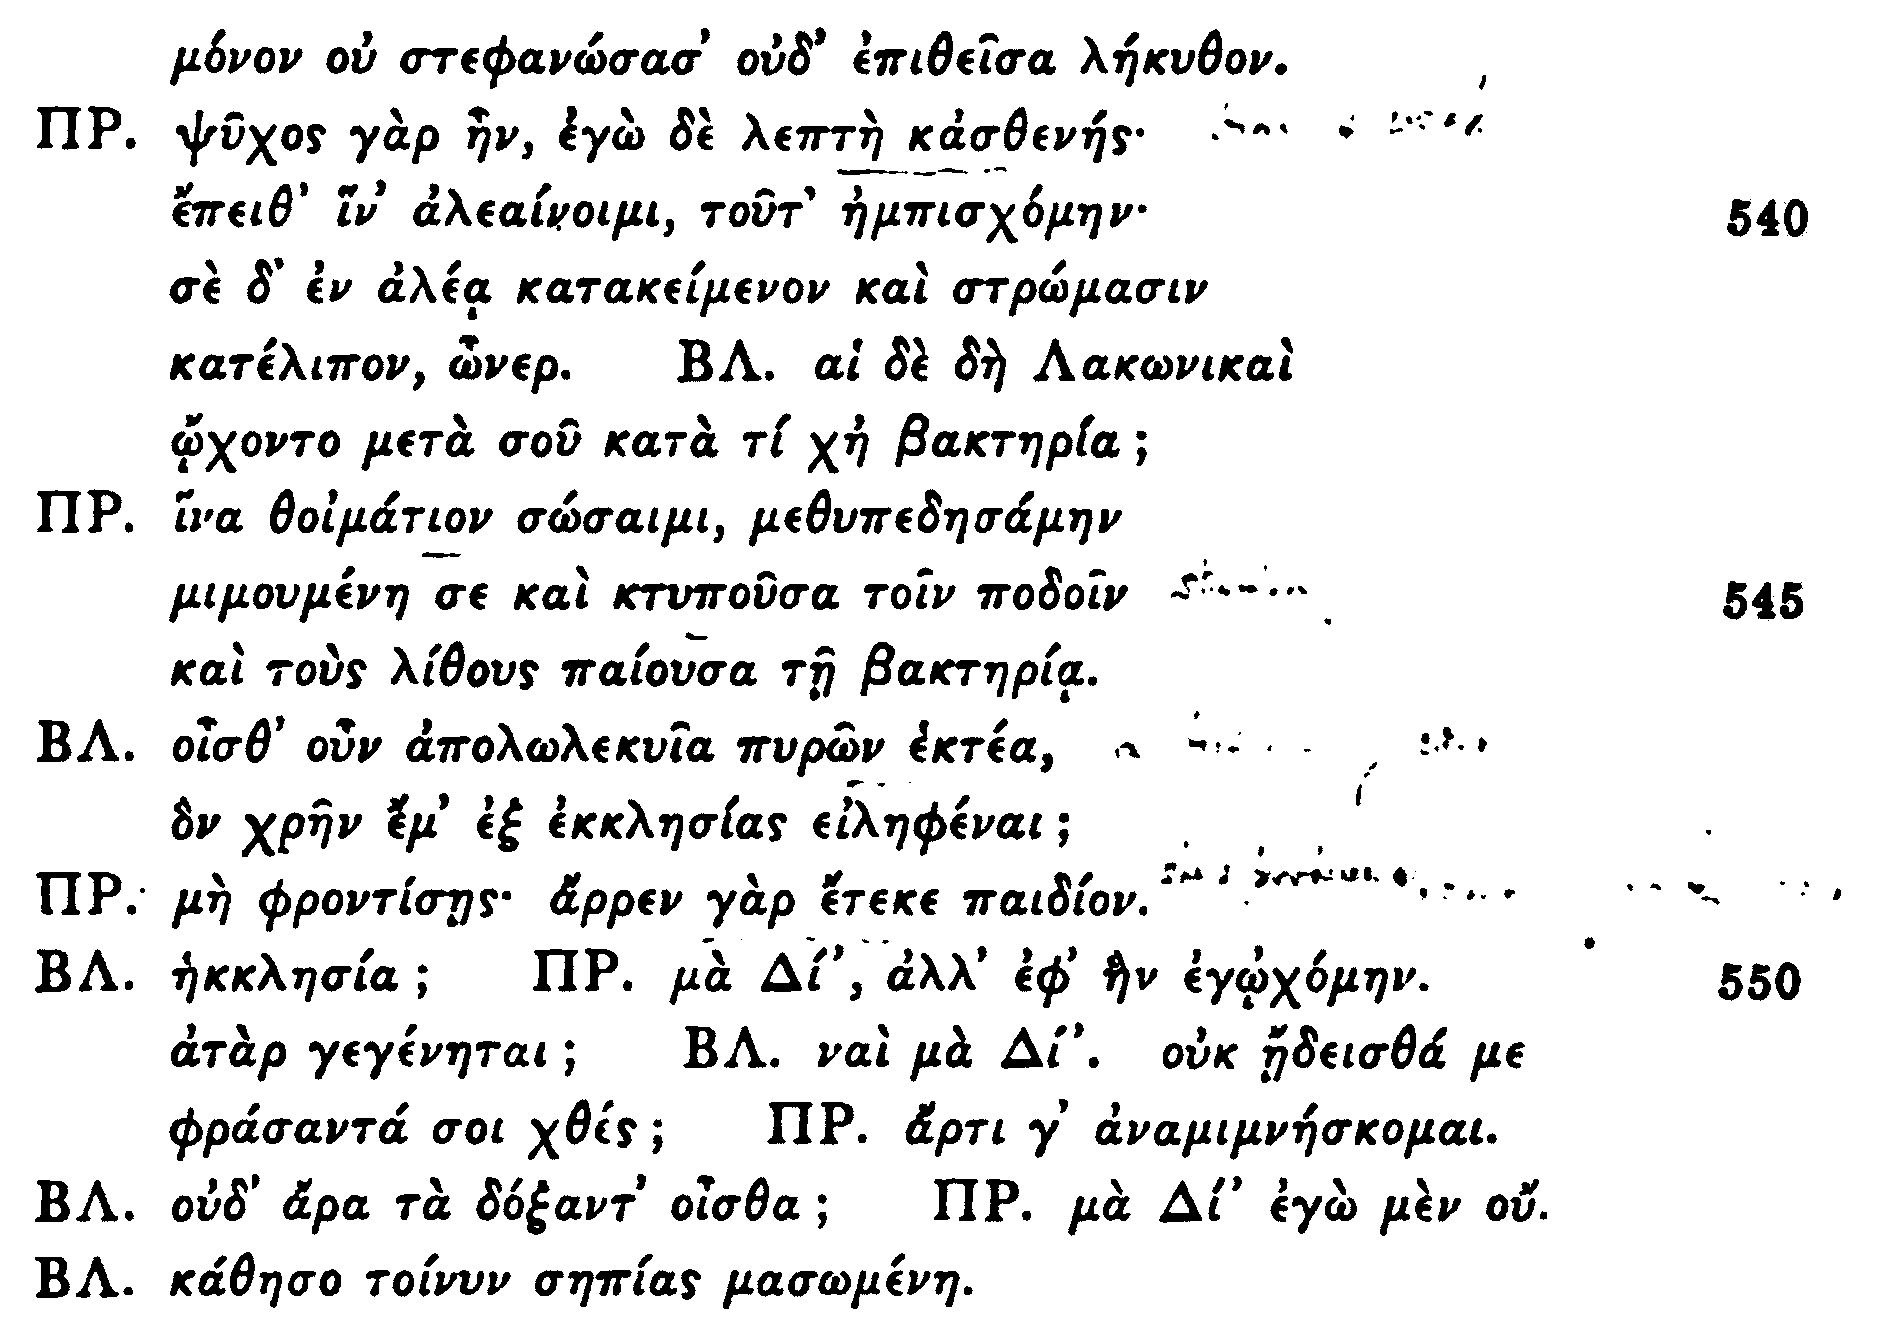 μόνον οὐ στεφανώσασ’ οὐδ’ ἐπιθεῖσα λήκυθον.
ΠΡ. ψῦχος γὰρ ἦν, ἐγὼ δὲ λεπτὴ κἀσθενής·
ἔπειθ’ ἵν’ ἀλεαίνοιμι, τοῦτ’ ἠμπισχόμην· 540
σὲ δ’ ἐν ἀλέᾳ κατακείμενον καὶ στρώμασιν
κατέλιπον, ὦνερ. ΒΛ. αἱ δὲ δὴ Λακωνικαὶ
ᾤχοντο μετὰ σοῦ κατὰ τί χἠ βακτηρία;
ΠΡ. ἵνα θοἰμάτιον σώσαιμι, μεθυπεδησάμην
μιμουμένη σε καὶ κτυποῦσα τοῖν ποδοῖν 545
καὶ τοὺς λίθους παίουσα τῇ βακτηρίᾳ.
ΒΛ. οἶσθ’ οὖν ἀπολωλεκυῖα πυρῶν ἑκτέα,
ὃν χρῆν ἔμ’ ἐξ ἐκκλησίας εἰληφέναι;
ΠΡ. μὴ φροντίσῃς· ἄρρεν γὰρ ἔτεκε παιδίον.
ΒΛ. ἡκκλησία; ΠΡ. μὰ Δί’, ἀλλ’ ἐφ’ ἣν ἐγᾠχόμην. 550
ἀτὰρ γεγένηται; ΒΛ. ναὶ μὰ Δί’. οὐκ ᾔδεισθά με
φράσαντά σοι χθές; ΠΡ. ἄρτι γ’ ἀναμιμνήσκομαι.
ΒΛ. οὐδ’ ἄρα τὰ δόξαντ’ οἶσθα; ΠΡ. μὰ Δί’ ἐγὼ μὲν οὔ.
ΒΛ. κάθησο τοίνυν σηπίας μασωμένη.